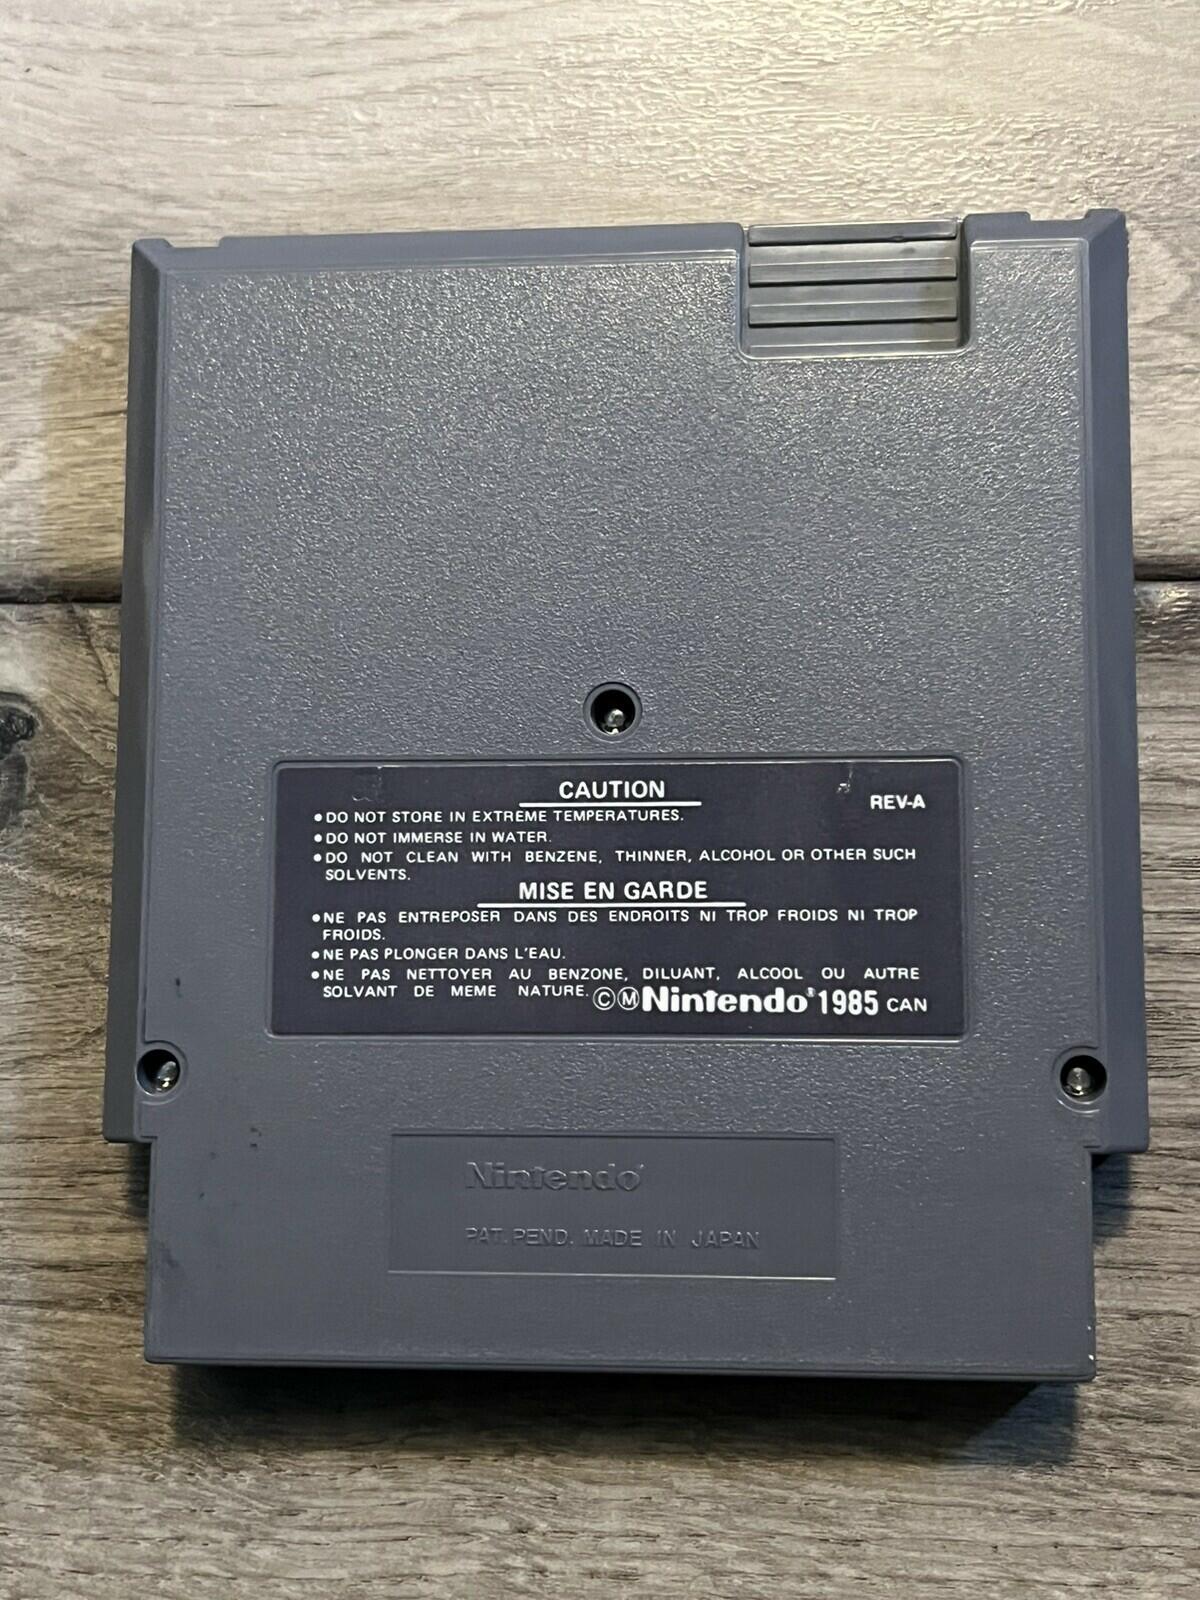 CAUTION
REV-A
•DO NOT STORE IN EXTREME TEMPERATURES.
•DO NOT IMMERSE IN WATER.
•DO NOT CLEAN WITH BENZENE, THINNER, ALCOHOL OR OTHER SUCH
SOLVENTS.
MISE EN GARDE
•NE PAS ENTREPOSER DANS DES ENDROITS NI TROP FROIDS NI TROP
FROIDS.
•NE PAS PLONGER DANS L'EAU.
•NE PAS NETTOYER AU BENZONE, DILUANT, ALCOOL OU AUTRE
SOLVANT DE MEME NATURE.
ⒸⓂNintendo® 1985 CAN
Nintendo®
PAT. PEND. MADE IN JAPAN